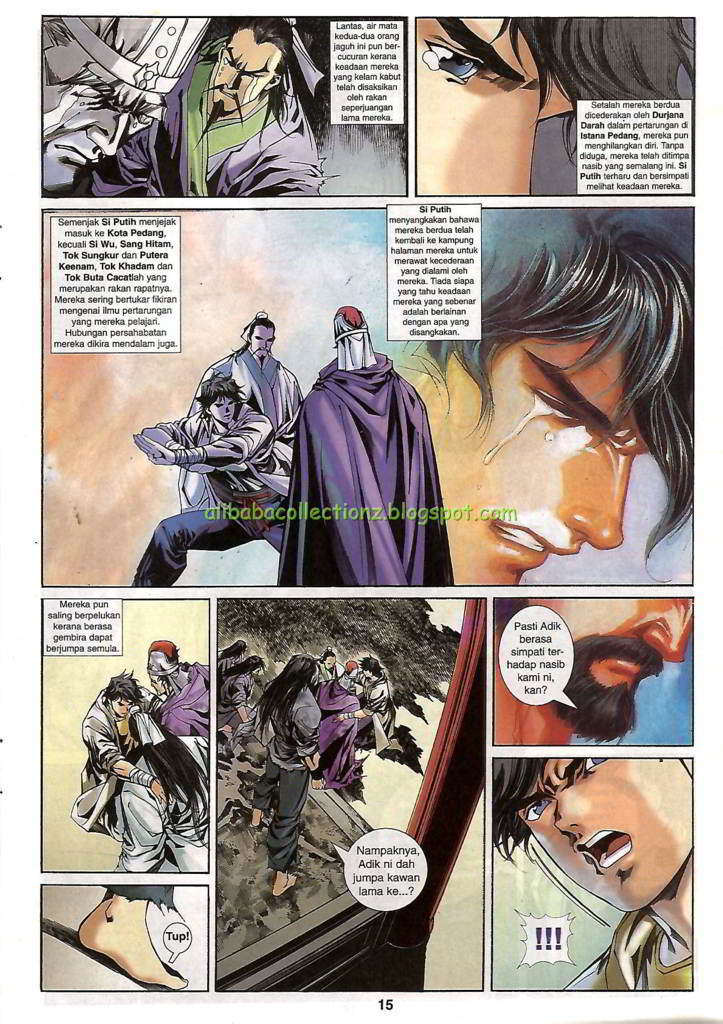 Lantas, air mata
kedua-dua orang
jaguh ini pun ber-
cucuran kerana
keadaan mereka
yang kelam kabut
telah disaksikan
oleh rakan
seperjuangan
lama mereka.
Setalah mereka berdua
dicederakan oleh Durjana
Darah dalam pertarungan di
Istana Pedang, mereka pun
menghilangkan diri. Tanpa
diduga, mereka telah ditimpa
nasib yang semalang ini. Si
Putih terharu dan bersimpati
melihat keadaan mereka.
Semenjak Si Putih menjejak
masuk ke Kota Pedang,
kecuali Si Wu, Sang Hitam,
Tok Sungkur dan Putera
Keenam, Tok Khadam dan
Tok Buta Cacatlah yang
merupakan rakan rapatnya.
Mereka sering bertukar fikiran
mengenai ilmu pertarungan
yang mereka pelajari.
Hubungan persahabatan
mereka dikira mendalam juga.
Si Putih
menyangkakan bahawa
mereka berdua telah
kembali ke kampung
halaman mereka untuk
merawat kecederaan
yang dialami oleh
mereka. Tiada siapa
yang tahu keadaan
mereka yang sebenar
adalah berlainan
dengan apa yang
disangkakan.
alibabacollectionz.blogspot.com
Mereka pun
saling berpelukan
kerana berasa
gembira dapat
berjumpa semula.
Tup!
Nampaknya,
Adik ni dah
jumpa kawan
lama ke...?
Pasti Adik
berasa
simpati ter-
hadap nasib
kami ni,
kan?
!!!
15